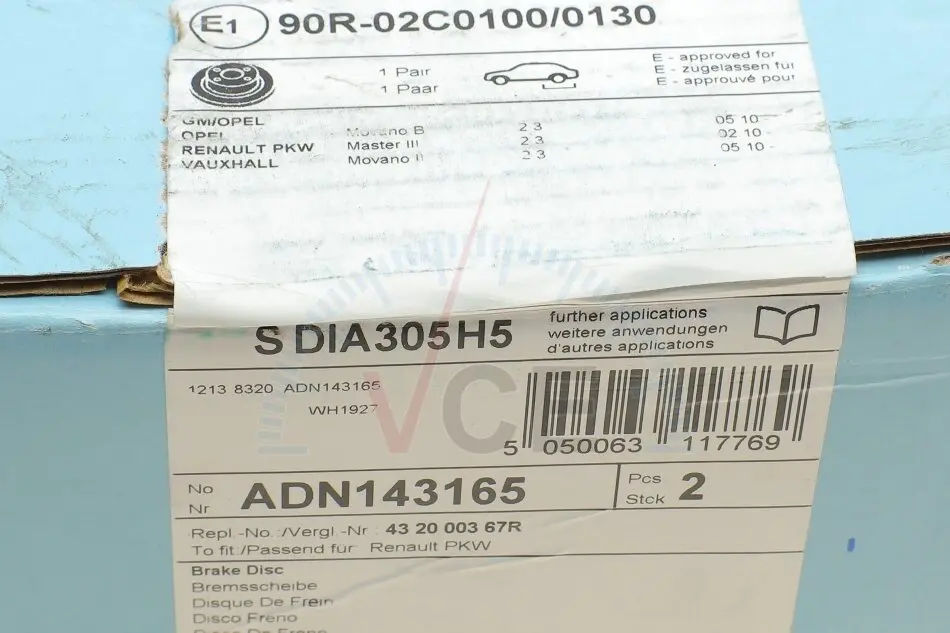 E1 90R-02C0100/0130
1 Pair
1 Paar
E - approved for
E - zugelassen für
E - approuvé pour
GM/OPEL 05 10 -
OPEL Movano B 2 3 02 10 -
RENAULT PKW Master III 2 3 05 10 -
VAUXHALL Movano II 2 3
S DIA305H5
further applications
weitere anwendungen
d'autres applications
1213 8320 ADN143165
WH1927
5 050063 117769
No
Nr ADN143165
Pcs
Stck 2
Repl.-No.:/Vergl.-Nr.: 43 20 003 67R
To fit:/Passend für: Renault PKW
Brake Disc
Bremsscheibe
Disque De Frein
Disco Freno